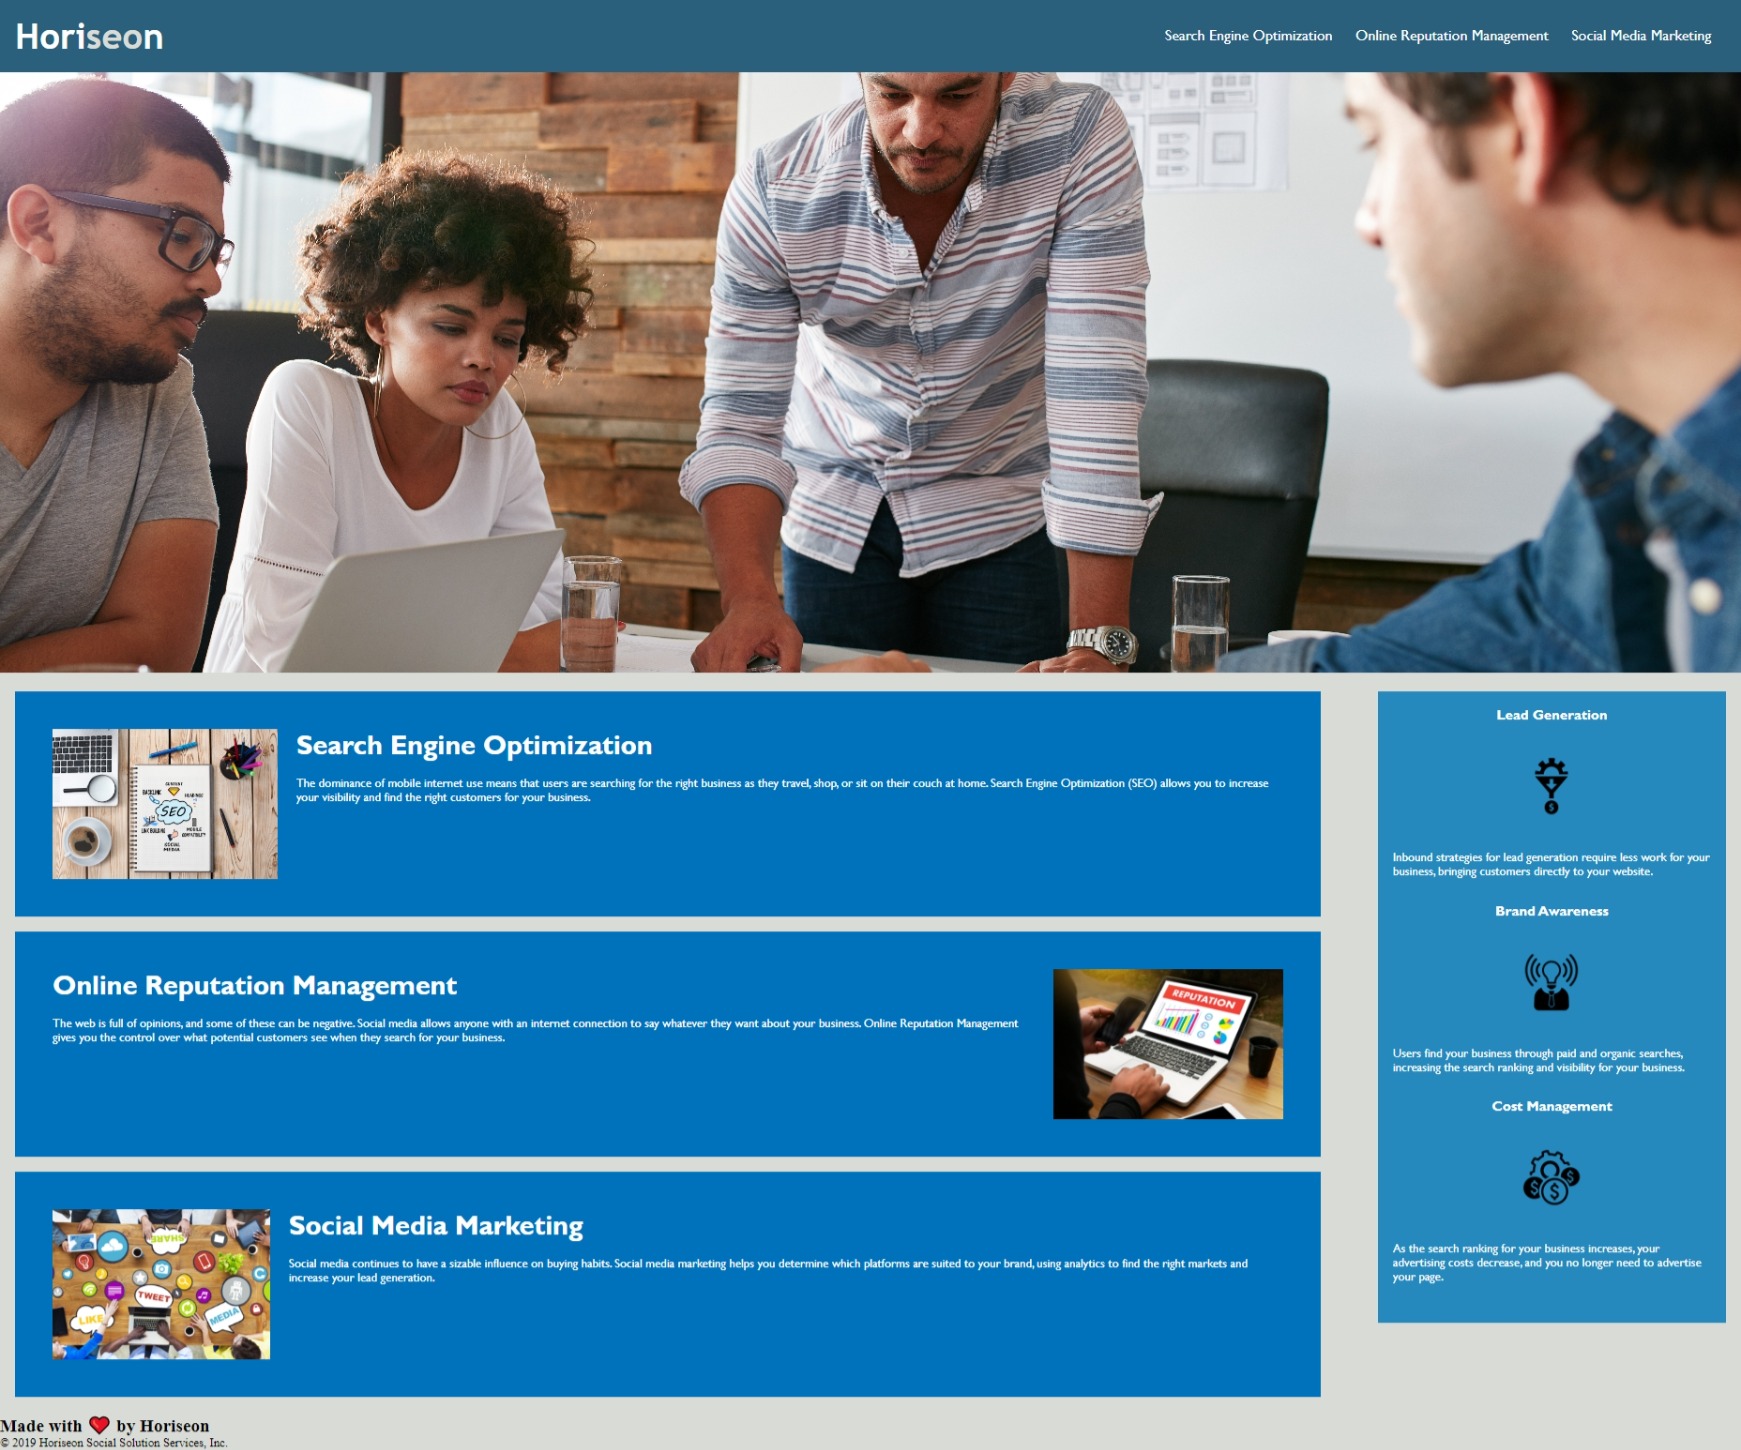 Horiseon
Search Engine Optimization
Online Reputation Management
Social Media Marketing
SEO
Search Engine Optimization
The dominance of mobile internet use means that users are searching for the right business as they travel, shop, or sit on their couch at home. Search Engine Optimization (SEO) allows you to increase
your visibility and find the right customers for your business.
Online Reputation Management
The web is full of opinions, and some of these can be negative. Social media allows anyone with an internet connection to say whatever they want about your business. Online Reputation Management
gives you the control over what potential customers see when they search for your business.
REPUTATION
SHARE
TWEET
LIKE
MEDIA
Social Media Marketing
Social media continues to have a sizable influence on buying habits. Social media marketing helps you determine which platforms are suited to your brand, using analytics to find the right markets and
increase your lead generation.
Lead Generation
Inbound strategies for lead generation require less work for your
business, bringing customers directly to your website.
Brand Awareness
Users find your business through paid and organic searches,
increasing the search ranking and visibility for your business.
Cost Management
As the search ranking for your business increases, your
advertising costs decrease, and you no longer need to advertise
your page.
Made with ❤️ by Horiseon
© 2019 Horiseon Social Solution Services, Inc.